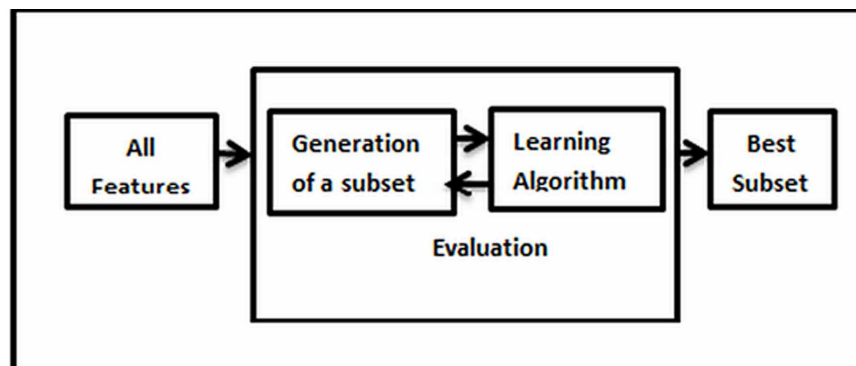 All
Features
Generation
of a subset
Learning
Algorithm
Evaluation
Best
Subset